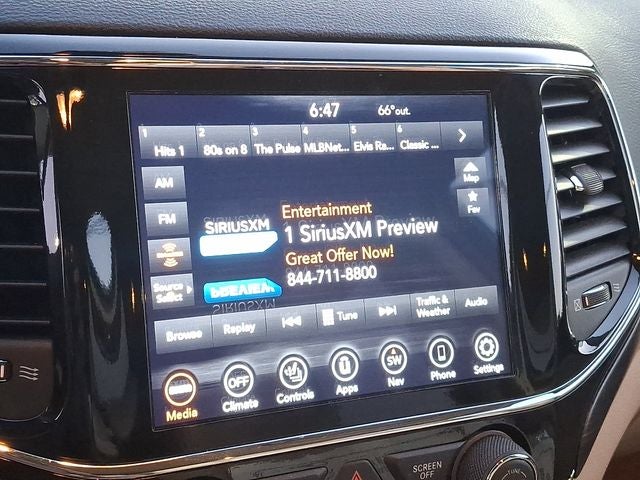 6:47 66° out.
1 2 3 4 5 6
Hits 1 80s on 8 The Pulse MLBNet... Elvis Ra... Classic ...
AM
Map
FM
Fav
SIRIUSXM
Entertainment
1 SiriusXM Preview
Great Offer Now!
844-711-8800
Source
Select
SIRIUSXM
Browse Replay Tune Traffic &
Weather Audio
OFF SW
Media Climate Controls Apps Nav Phone Settings
SCREEN
OFF
TUNE